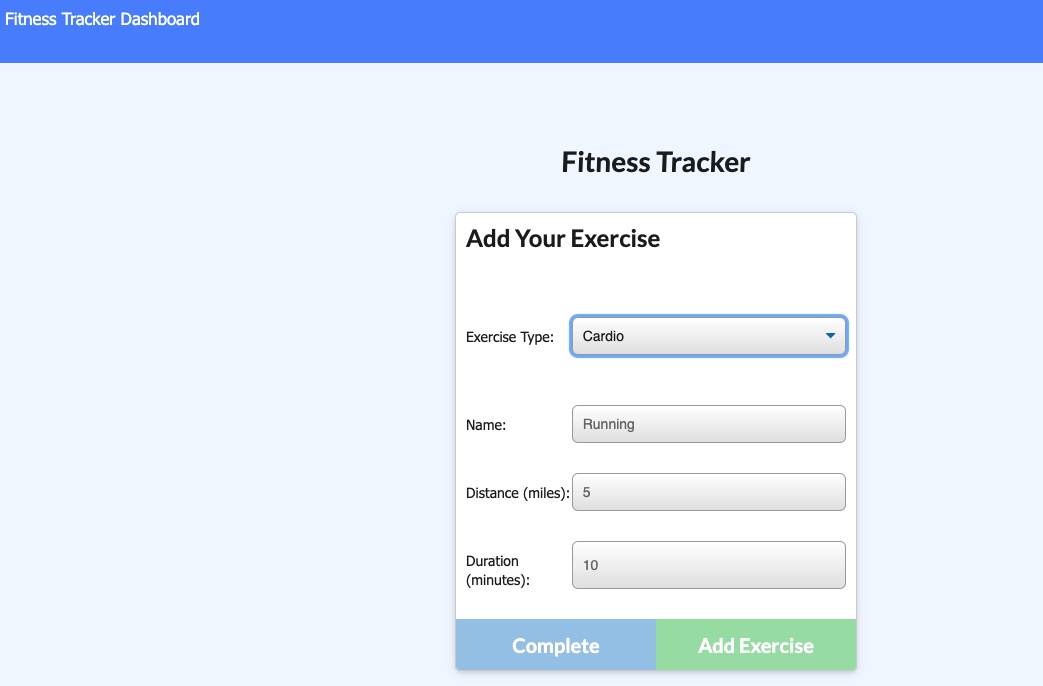 Fitness Tracker Dashboard
Fitness Tracker
Add Your Exercise
Exercise Type: Cardio
Name: Running
Distance (miles): 5
Duration
(minutes): 10
Complete Add Exercise